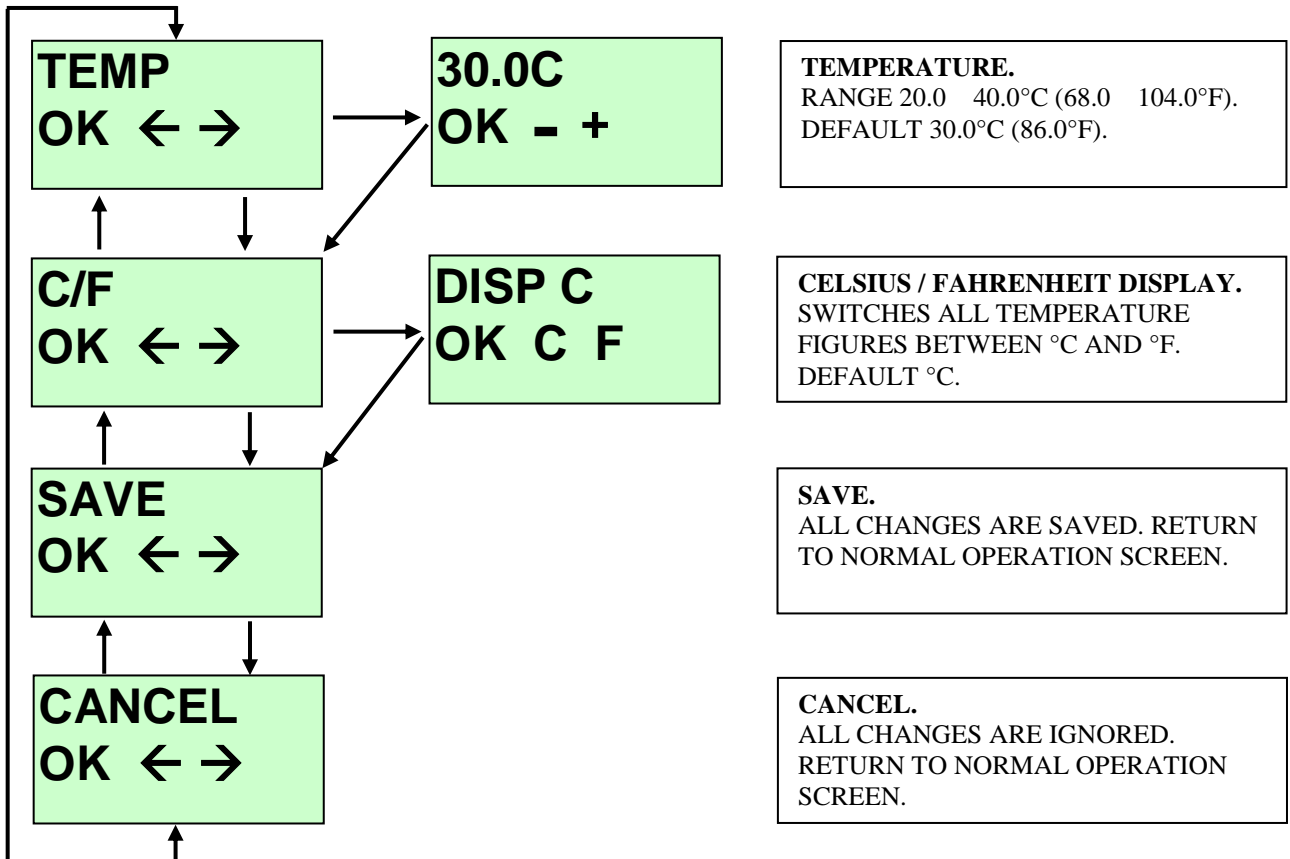 TEMP
OK ← →
30.0C
OK - +
TEMPERATURE.
RANGE 20.0 40.0°C (68.0 104.0°F).
DEFAULT 30.0°C (86.0°F).
C/F
OK ← →
DISP C
OK C F
CELSIUS / FAHRENHEIT DISPLAY.
SWITCHES ALL TEMPERATURE
FIGURES BETWEEN °C AND °F.
DEFAULT °C.
SAVE
OK ← →
SAVE.
ALL CHANGES ARE SAVED. RETURN
TO NORMAL OPERATION SCREEN.
CANCEL
OK ← →
CANCEL.
ALL CHANGES ARE IGNORED.
RETURN TO NORMAL OPERATION
SCREEN.